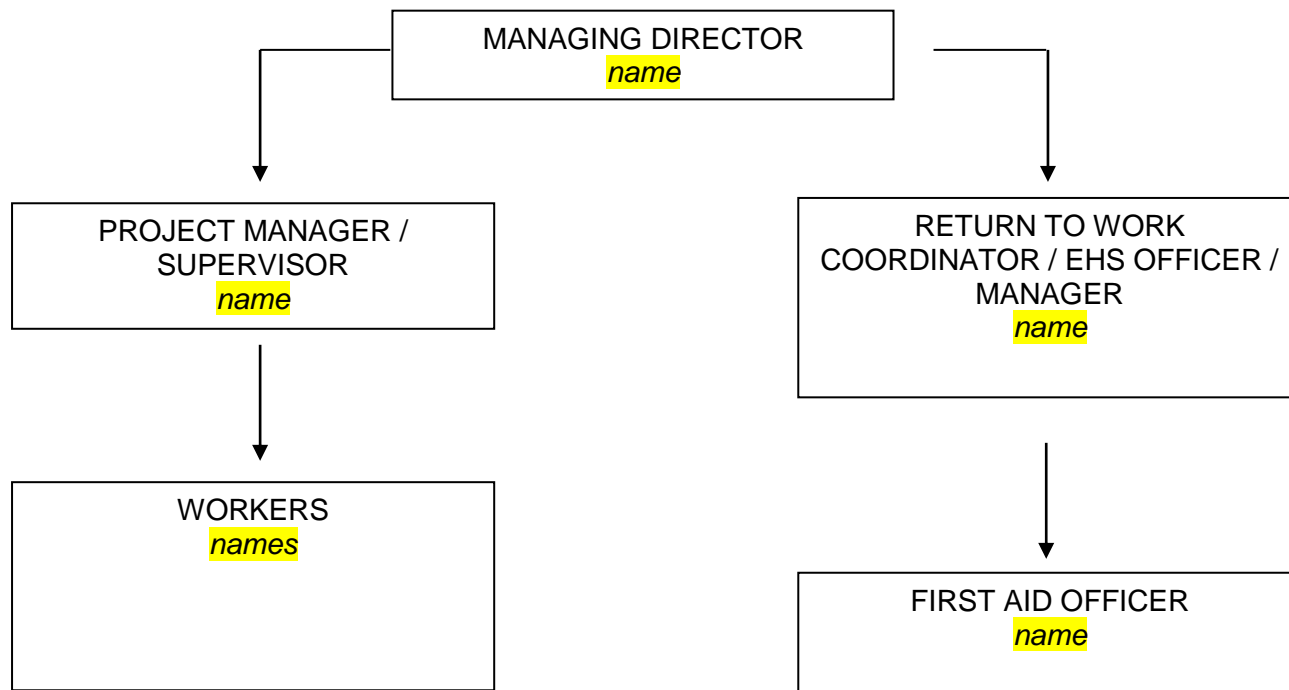 MANAGING DIRECTOR
name
PROJECT MANAGER /
SUPERVISOR
name
RETURN TO WORK
COORDINATOR / EHS OFFICER /
MANAGER
name
WORKERS
names
FIRST AID OFFICER
name